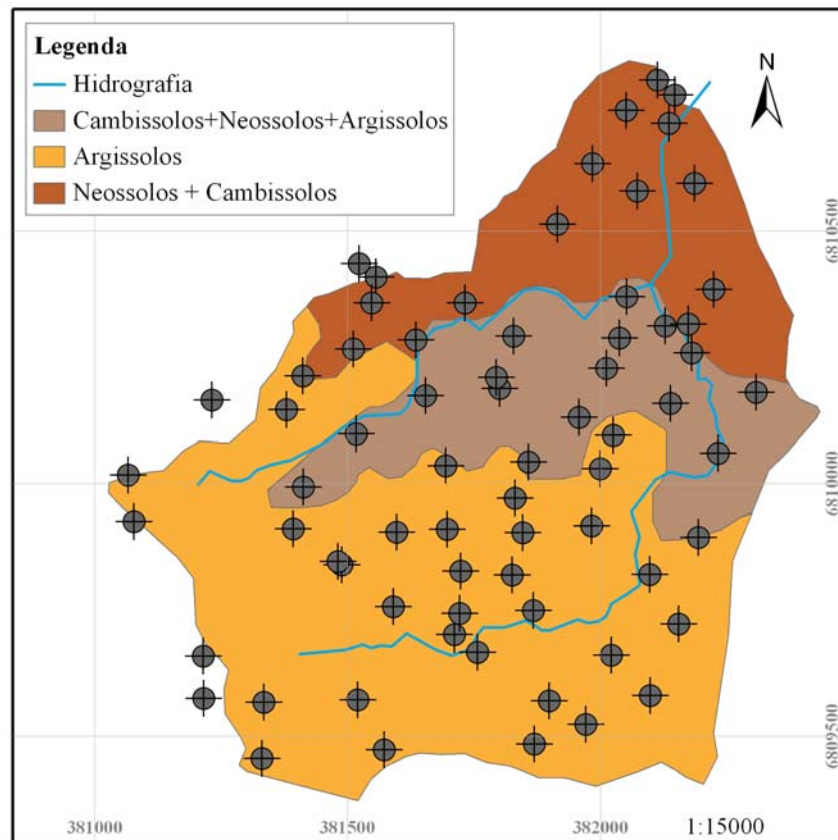 Legenda
Hidrografia
Cambissolos+Neossolos+Argissolos
Argissolos
Neossolos + Cambissolos
N
6810500
6810000
6809500
381000
381500
382000
1:15000